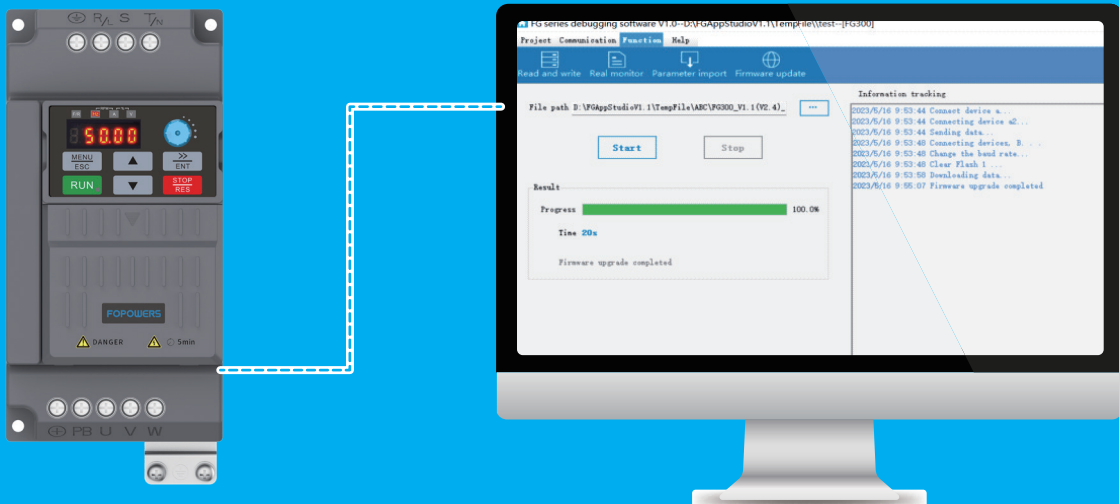 R/L S T/N
50.00
MENU
ESC
>>
ENT
RUN
STOP
RES
FOPOWERS
DANGER
5min
PB U V W
FG series debugging software V1.0--D:\FGAppStudioV1.1\TempFile\\test--[FG300]
Project Communication Function Help
Read and write Real monitor Parameter import Firmware update
File path D:\FGAppStudioV1.1\TempFile\ABC\FG300_V1.1(V2.4)_ ...
Start Stop
Result
Progress 100.0%
Time 20s
Firmware upgrade completed
Information tracking
2023/5/16 9:53:44 Connect device a...
2023/5/16 9:53:44 Connecting device a2...
2023/5/16 9:53:44 Sending data...
2023/5/16 9:53:48 Connecting devices, B. . .
2023/5/16 9:53:48 Change the baud rate...
2023/5/16 9:53:48 Clear Flash 1 ...
2023/5/16 9:53:58 Downloading data...
2023/5/16 9:55:07 Firmware upgrade completed